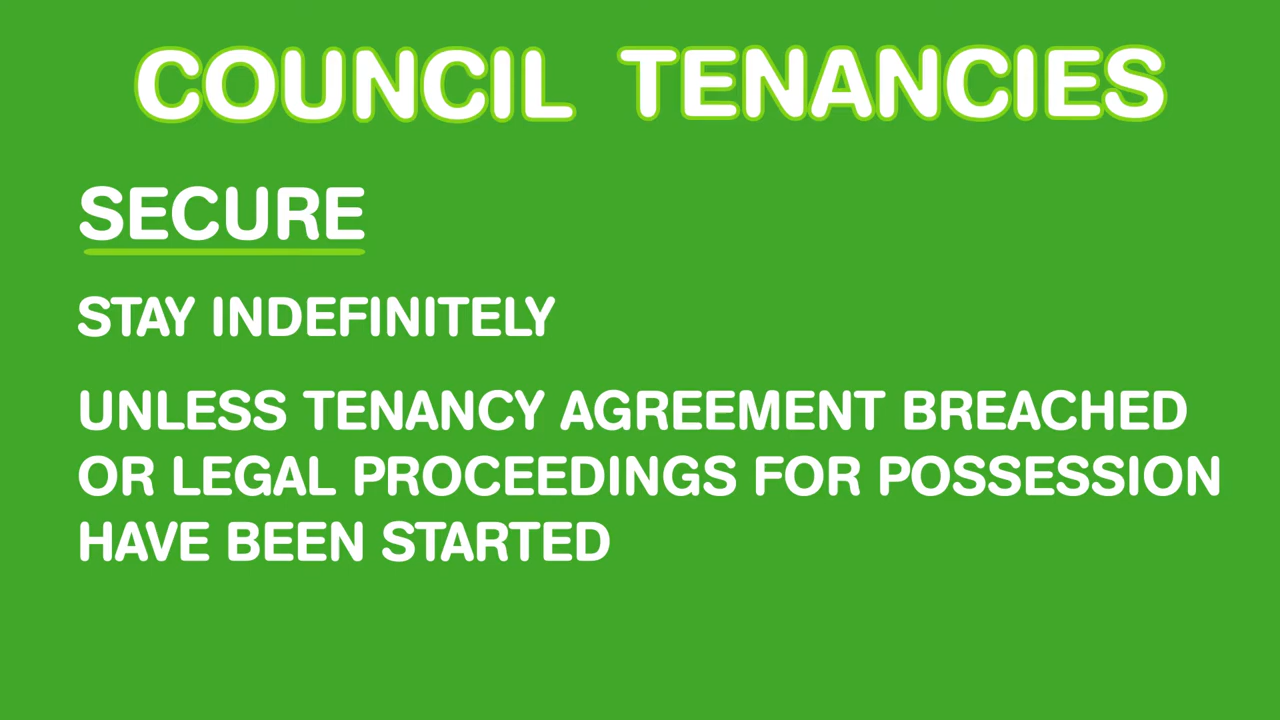 COUNCIL TENANCIES
SECURE
STAY INDEFINITELY
UNLESS TENANCY AGREEMENT BREACHED
OR LEGAL PROCEEDINGS FOR POSSESSION
HAVE BEEN STARTED